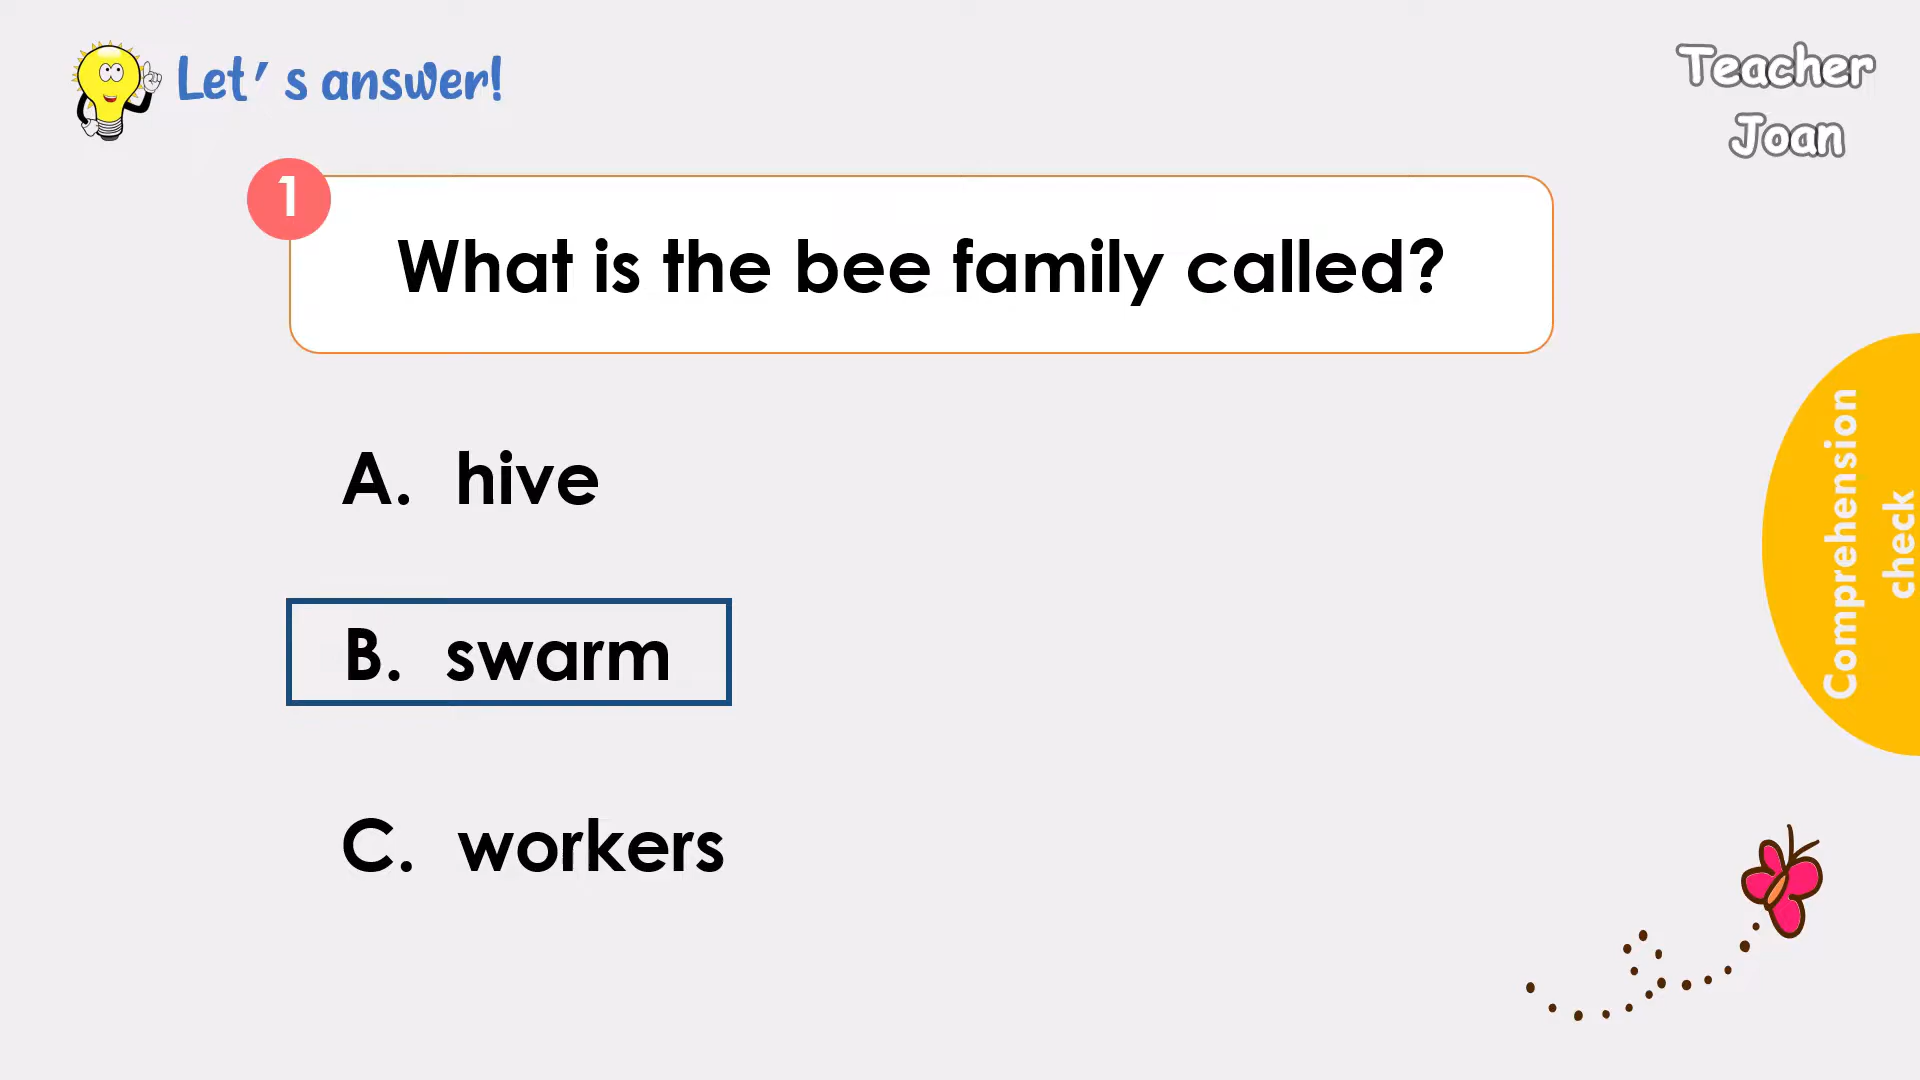 Let's answer!
Teacher
Joan
1
What is the bee family called?
A. hive
B. swarm
C. workers
Comprehension
check